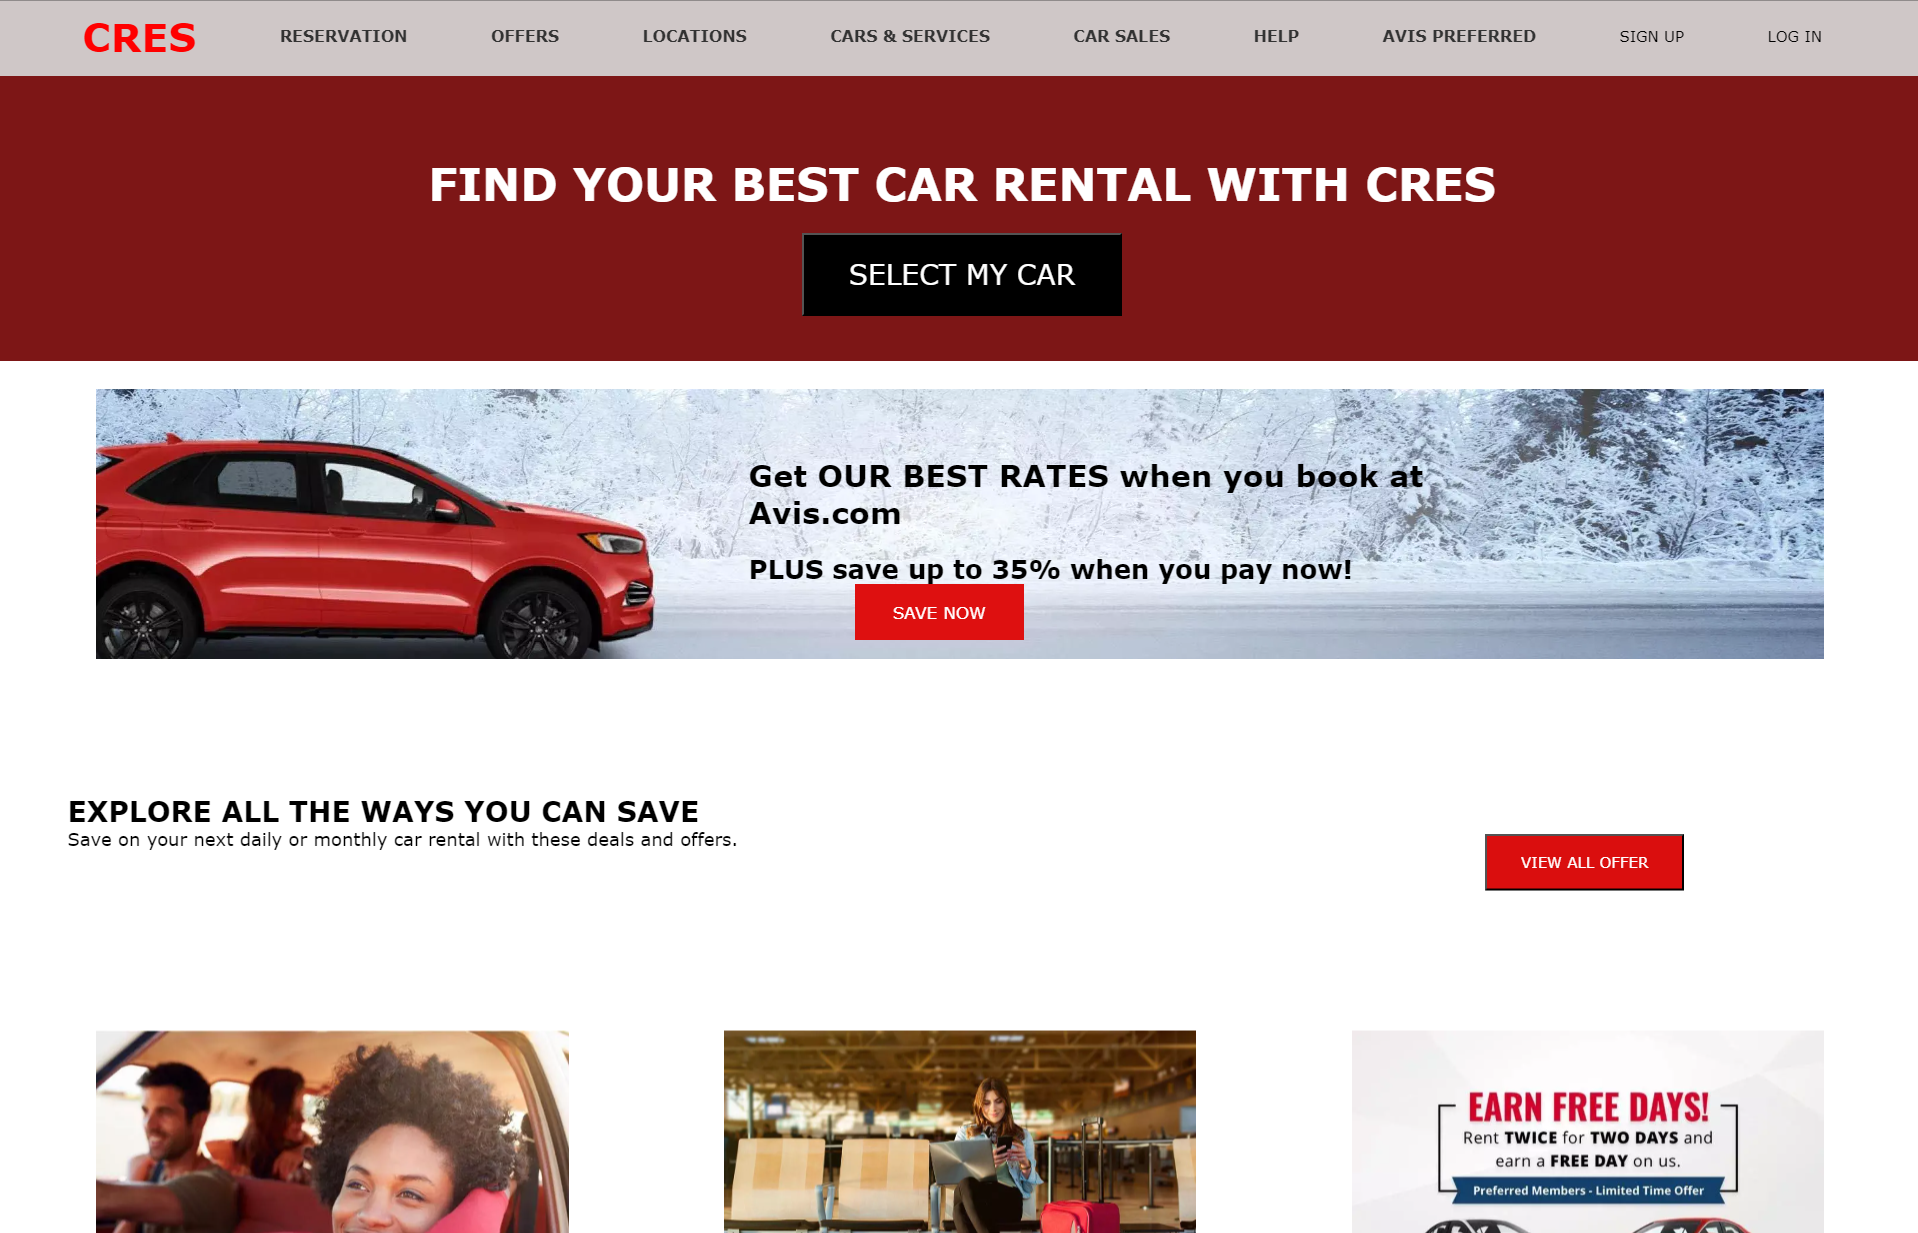 CRES
RESERVATION
OFFERS
LOCATIONS
CARS & SERVICES
CAR SALES
HELP
AVIS PREFERRED
SIGN UP
LOG IN
FIND YOUR BEST CAR RENTAL WITH CRES
SELECT MY CAR
Get OUR BEST RATES when you book at
Avis.com
PLUS save up to 35% when you pay now!
SAVE NOW
EXPLORE ALL THE WAYS YOU CAN SAVE
Save on your next daily or monthly car rental with these deals and offers.
VIEW ALL OFFER
EARN FREE DAYS!
Rent TWICE for TWO DAYS and
earn a FREE DAY on us.
Preferred Members - Limited Time Offer